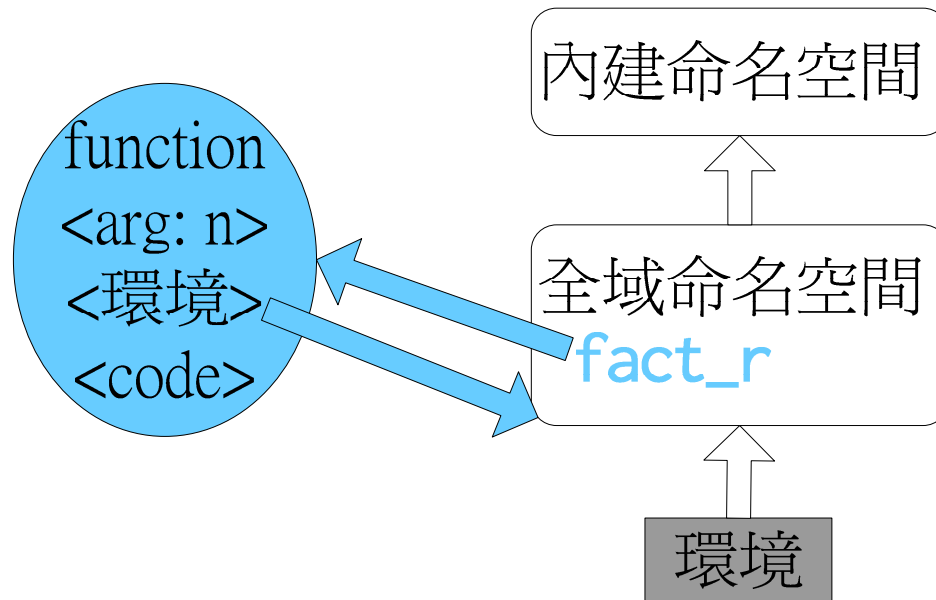 內建命名空間
function
<arg: n>
<環境>
<code>
全域命名空間
fact_r
環境